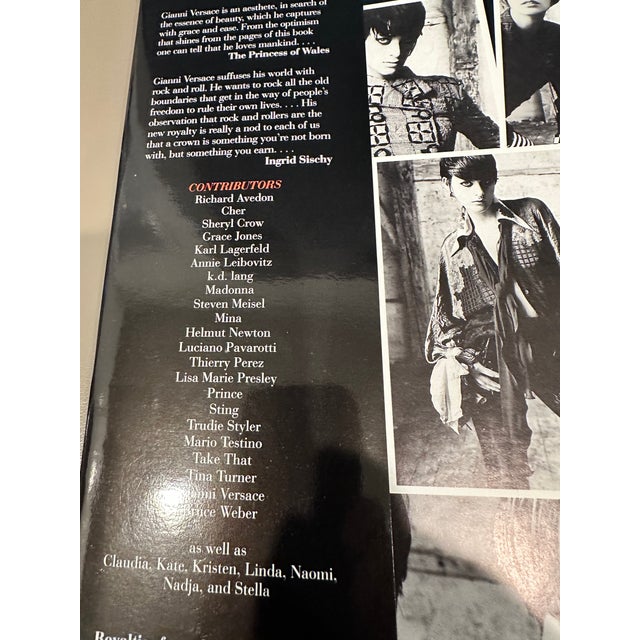 Gianni Versace is an aesthete, in search of
the essence of beauty, which he captures
with grace and ease. From the optimism
that shines from the pages of this book
one can tell that he loves mankind. . . .
The Princess of Wales
Gianni Versace suffuses his world with
rock and roll. He wants to rock all the old
boundaries that get in the way of people's
freedom to rule their own lives. . . . His
observation that rock and rollers are the
new royalty is really a nod to each of us
that a crown is something you're not born
with, but something you earn. . . .
Ingrid Sischy
CONTRIBUTORS
Richard Avedon
Cher
Sheryl Crow
Grace Jones
Karl Lagerfeld
Annie Leibovitz
k.d. lang
Madonna
Steven Meisel
Mina
Helmut Newton
Luciano Pavarotti
Thierry Perez
Lisa Marie Presley
Prince
Sting
Trudie Styler
Mario Testino
Take That
Tina Turner
Gianni Versace
Bruce Weber
as well as
Claudia, Kate, Kristen, Linda, Naomi,
Nadja, and Stella